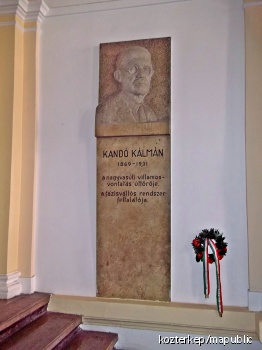 KANDÓ KÁLMÁN
1869-1931
a nagyvasúti villamos
vontatás úttörője,
a fázisváltós rendszer
feltalálója.
kozterkep/mapublic